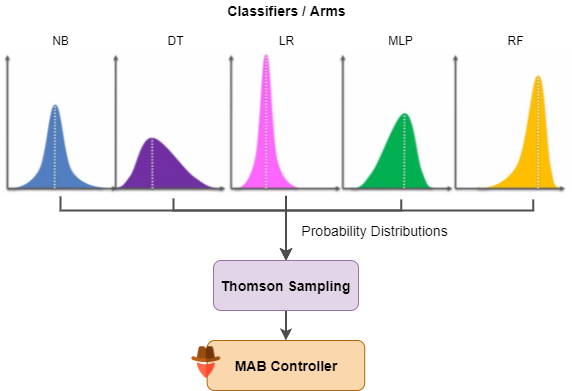 Classifiers / Arms
NB
DT
LR
MLP
RF
Probability Distributions
Thomson Sampling
MAB Controller